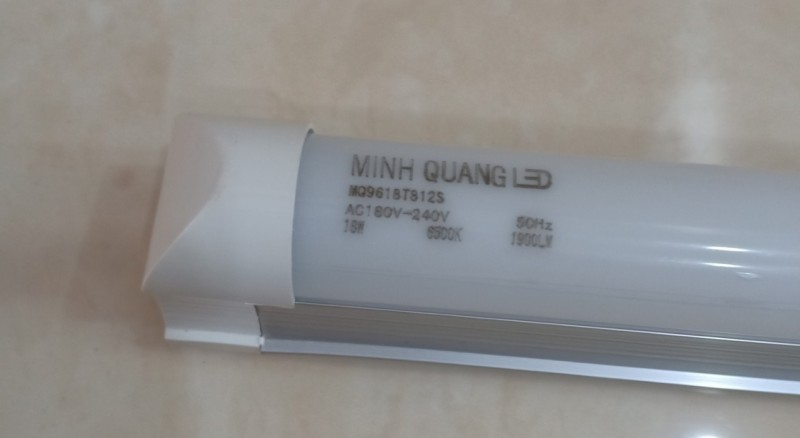 MINH QUANG LED
MQ9618T812S
AC160V-240V 50Hz
18W 6500K 1900LM